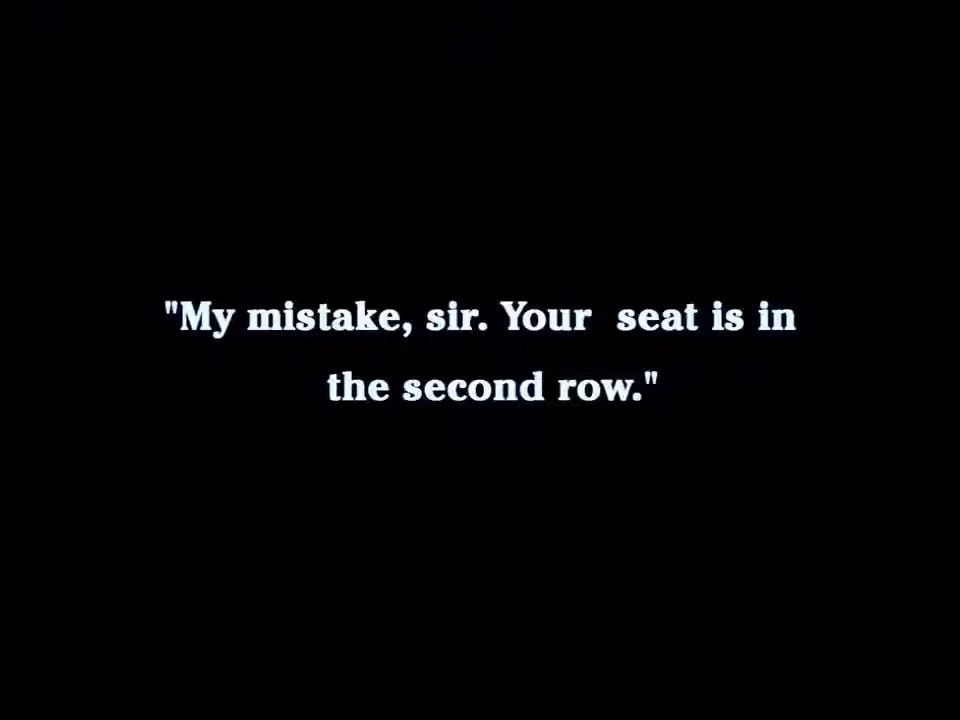 "My mistake, sir. Your  seat is in
the second row."